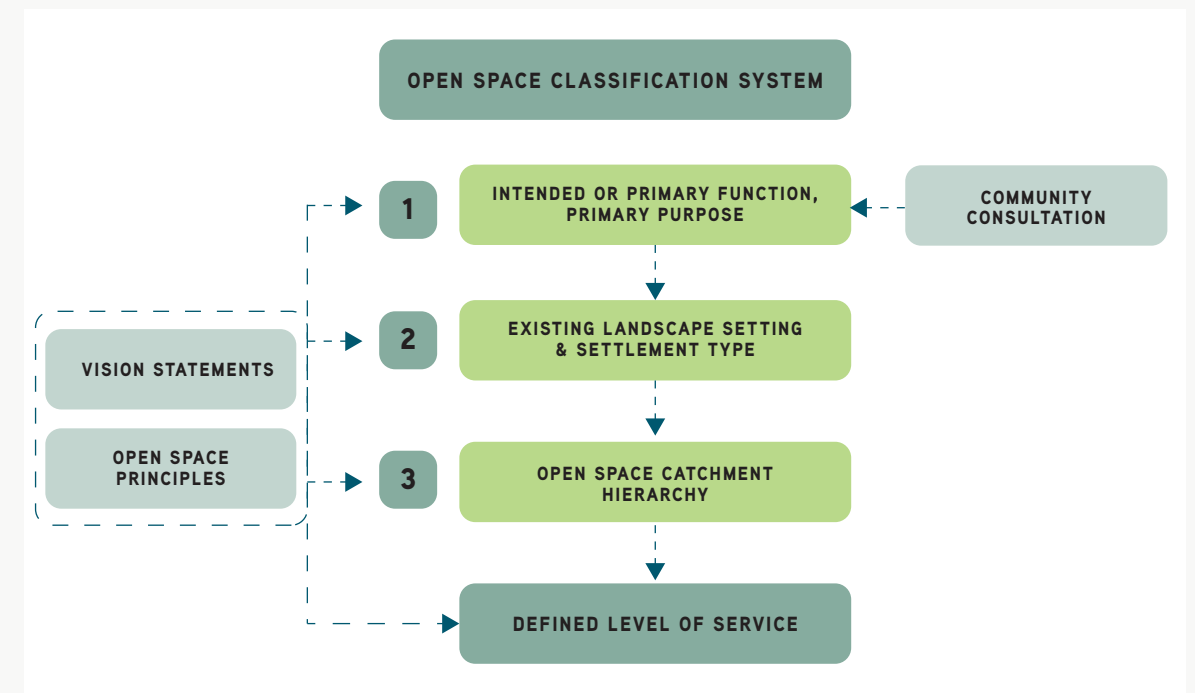 OPEN SPACE CLASSIFICATION SYSTEM
1
INTENDED OR PRIMARY FUNCTION,
PRIMARY PURPOSE
COMMUNITY
CONSULTATION
2
EXISTING LANDSCAPE SETTING
& SETTLEMENT TYPE
VISION STATEMENTS
OPEN SPACE
PRINCIPLES
3
OPEN SPACE CATCHMENT
HIERARCHY
DEFINED LEVEL OF SERVICE